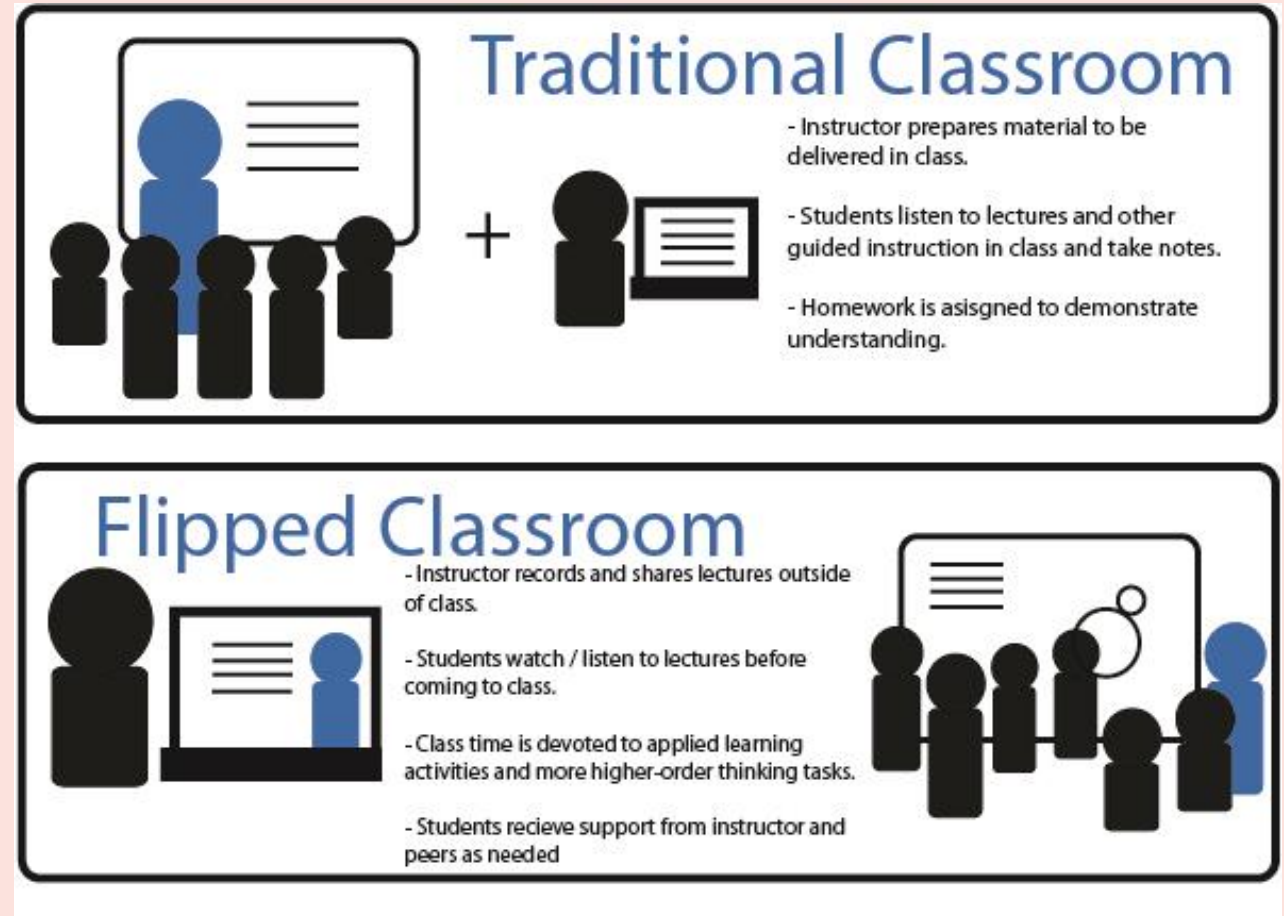 Traditional Classroom
- Instructor prepares material to be
delivered in class.
- Students listen to lectures and other
guided instruction in class and take notes.
- Homework is asisgned to demonstrate
understanding.
Flipped Classroom
- Instructor records and shares lectures outside
of class.
- Students watch / listen to lectures before
coming to class.
- Class time is devoted to applied learning
activities and more higher-order thinking tasks.
- Students recieve support from instructor and
peers as needed